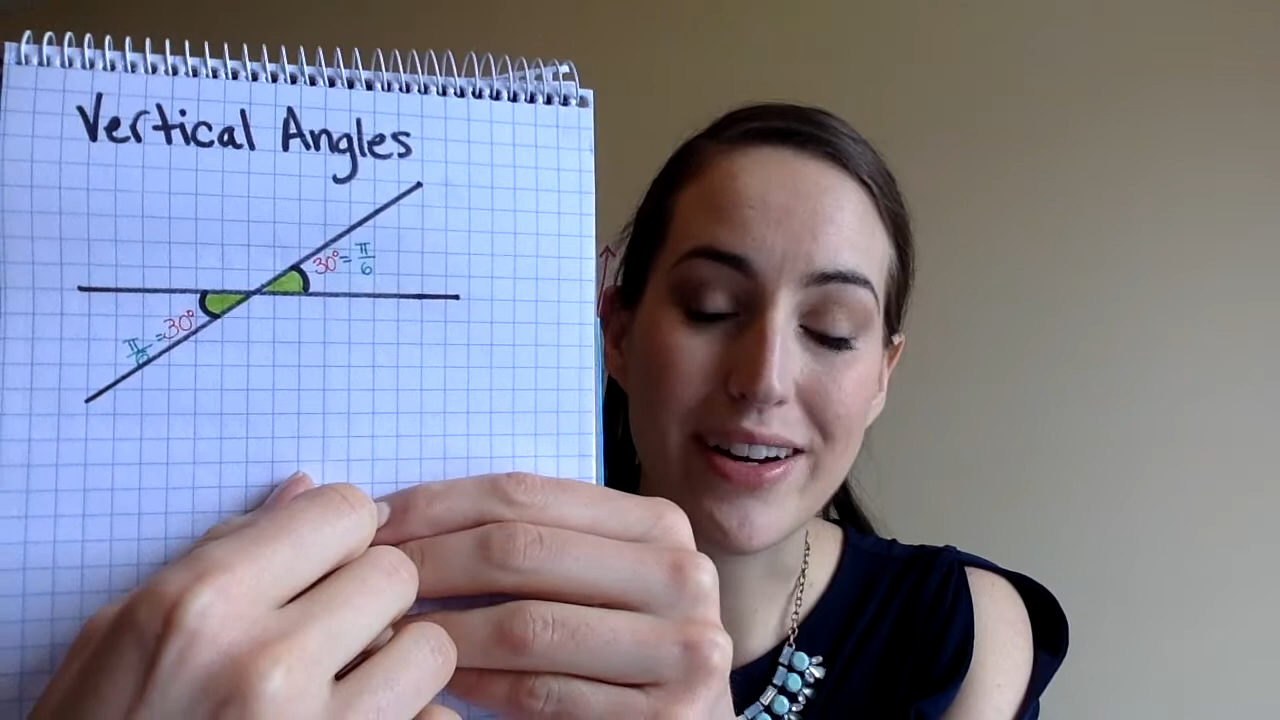 Vertical Angles
30° = π/6
π/6 = 30°